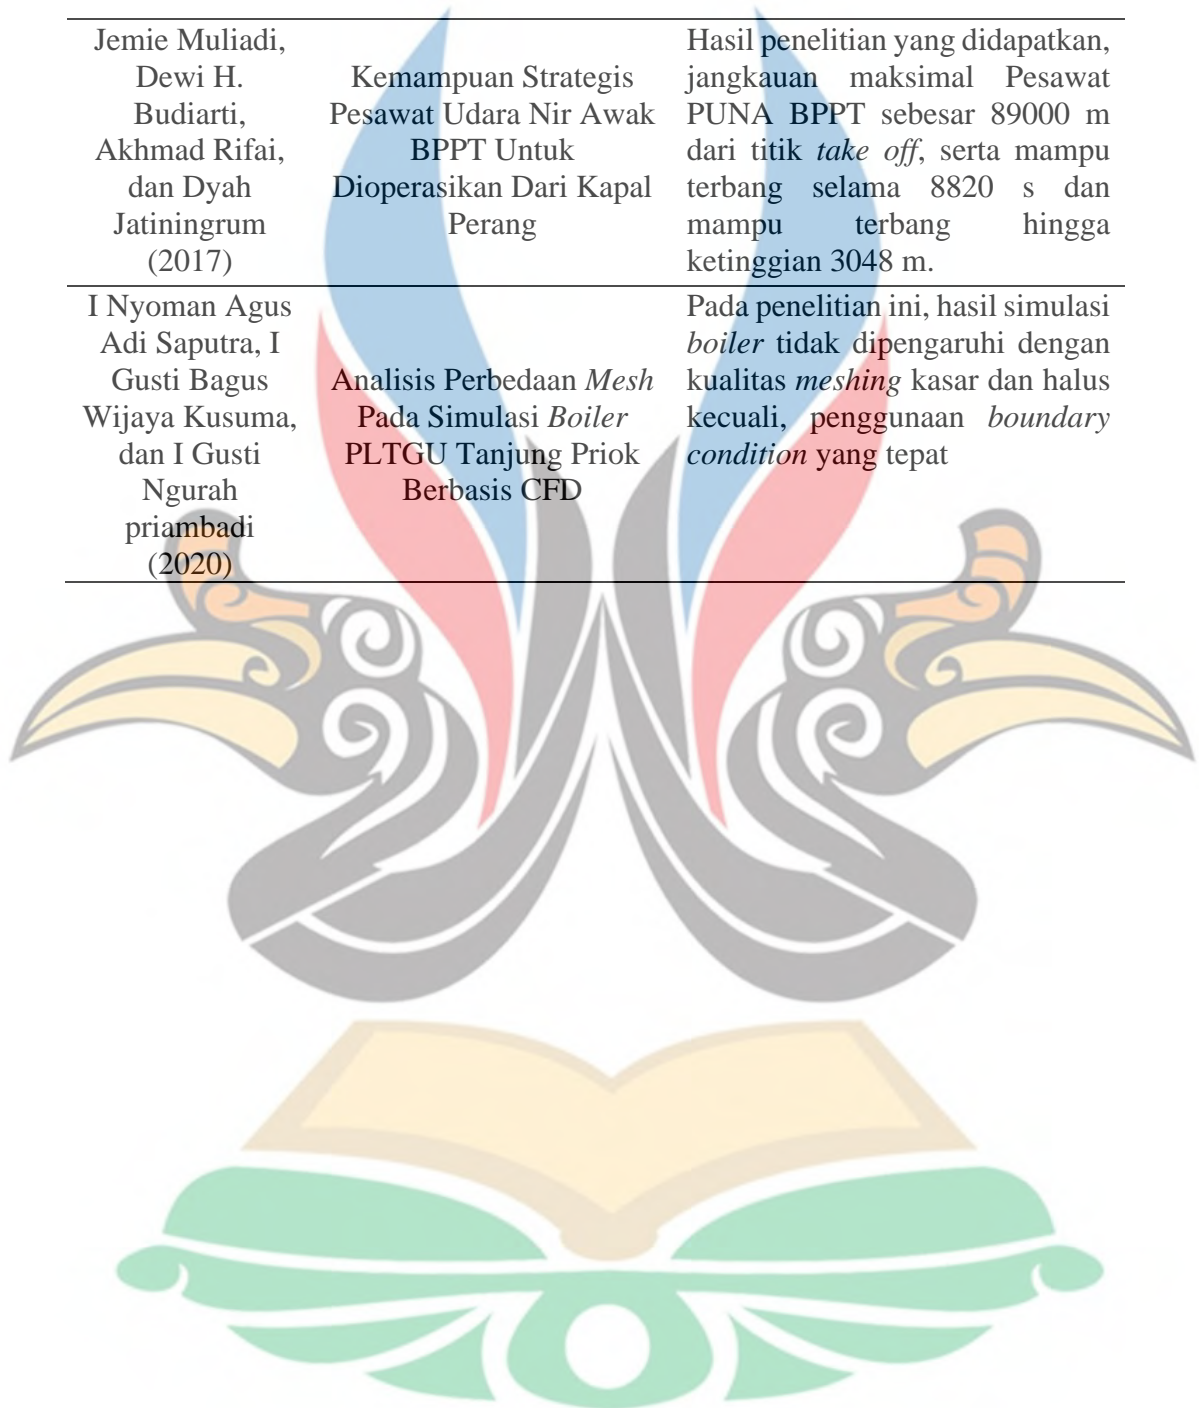 Jemie Muliadi,
Dewi H.
Budiarti,
Akhmad Rifai,
dan Dyah
Jatiningrum
(2017)
Kemampuan Strategis
Pesawat Udara Nir Awak
BPPT Untuk
Dioperasikan Dari Kapal
Perang
Hasil penelitian yang didapatkan,
jangkauan maksimal Pesawat
PUNA BPPT sebesar 89000 m
dari titik take off, serta mampu
terbang selama 8820 s dan
mampu terbang hingga
ketinggian 3048 m.
I Nyoman Agus
Adi Saputra, I
Gusti Bagus
Wijaya Kusuma,
dan I Gusti
Ngurah
priambadi
(2020)
Analisis Perbedaan Mesh
Pada Simulasi Boiler
PLTGU Tanjung Priok
Berbasis CFD
Pada penelitian ini, hasil simulasi
boiler tidak dipengaruhi dengan
kualitas meshing kasar dan halus
kecuali, penggunaan boundary
condition yang tepat